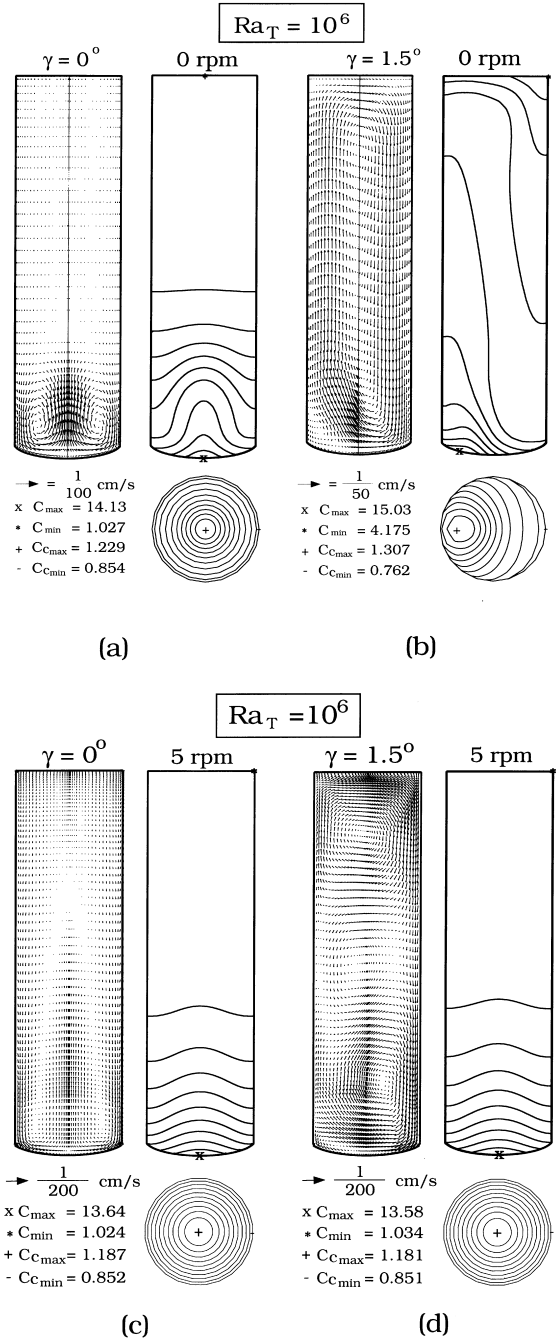 Ra_T = 10^6
γ = 0° 0 rpm γ = 1.5° 0 rpm
x
x
→ = 1/100 cm/s
x C_max = 14.13
* C_min = 1.027
+ Cc_max = 1.229
- Cc_min = 0.854
+
→ = 1/50 cm/s
x C_max = 15.03
* C_min = 4.175
+ Cc_max = 1.307
- Cc_min = 0.762
+
(a) (b)
Ra_T =10^6
γ = 0° 5 rpm γ = 1.5° 5 rpm
x
x
→ 1/200 cm/s
x C_max = 13.64
* C_min = 1.024
+ Cc_max = 1.187
- Cc_min = 0.852
+
→ 1/200 cm/s
x C_max = 13.58
* C_min = 1.034
+ Cc_max = 1.181
- Cc_min = 0.851
+
(c) (d)